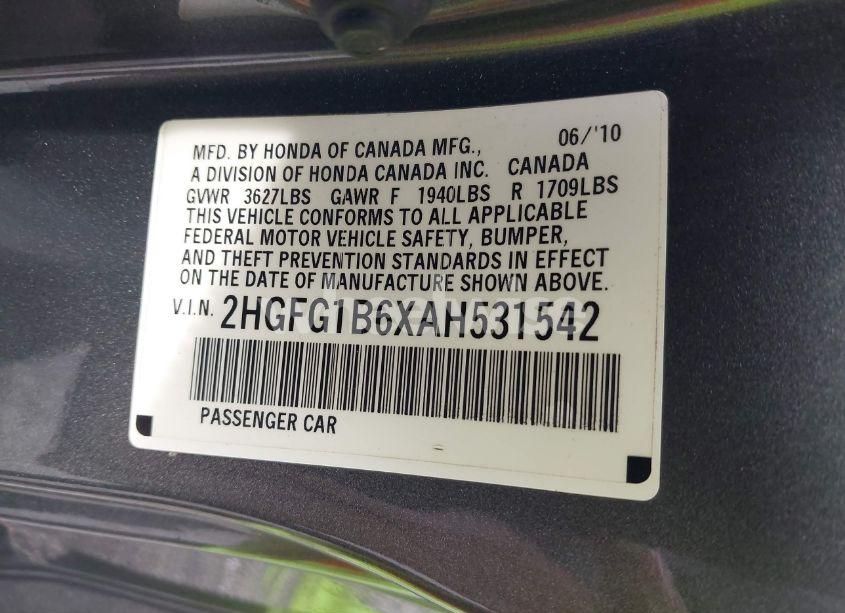 MFD. BY HONDA OF CANADA MFG., 06/'10
A DIVISION OF HONDA CANADA INC. CANADA
GVWR 3627LBS GAWR F 1940LBS R 1709LBS
THIS VEHICLE CONFORMS TO ALL APPLICABLE
FEDERAL MOTOR VEHICLE SAFETY, BUMPER,
AND THEFT PREVENTION STANDARDS IN EFFECT
ON THE DATE OF MANUFACTURE SHOWN ABOVE.
V.I.N. 2HGFG1B6XAH531542
PASSENGER CAR